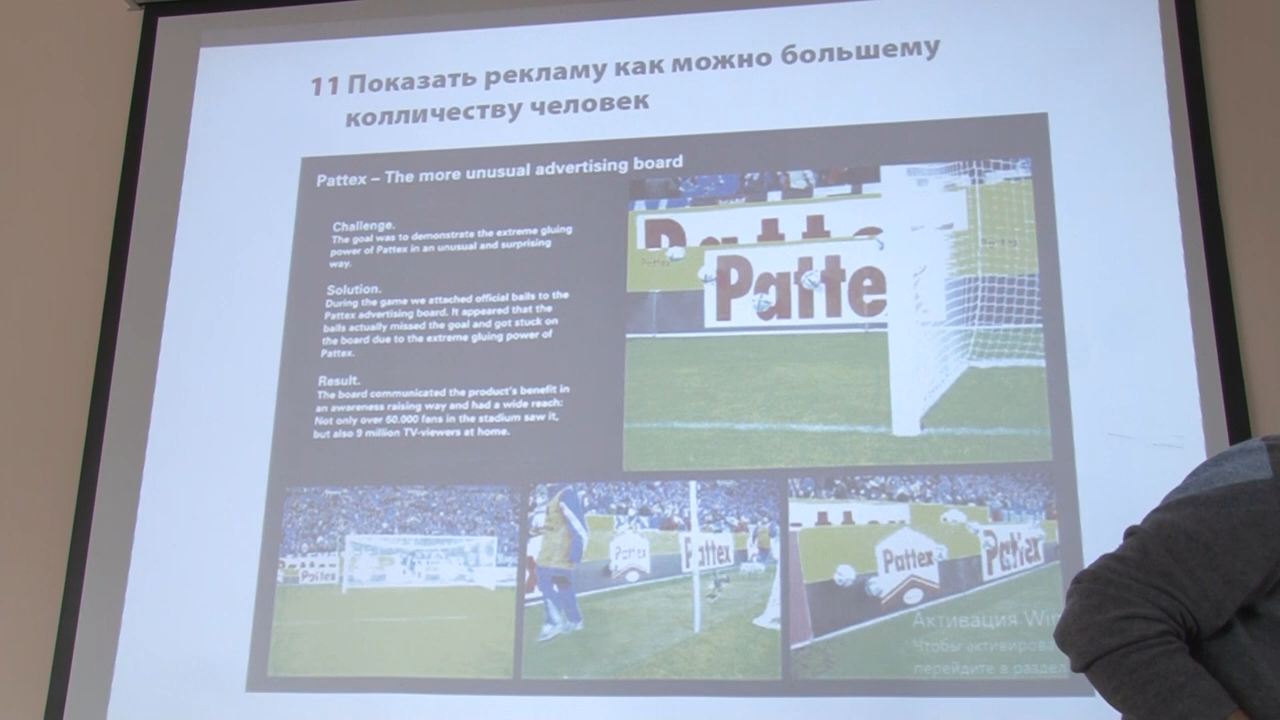 11 Показать рекламу как можно большему
колличеству человек
Pattex – The more unusual advertising board
Challenge.
The goal was to demonstrate the extreme gluing
power of Pattex in an unusual and surprising
way.
Solution.
During the game we attached official balls to the
Pattex advertising board. It appeared that the
balls actually missed the goal and got stuck on
the board due to the extreme gluing power of
Pattex.
Result.
The board communicated the product's benefit in
an awareness raising way and had a wide reach:
Not only over 60.000 fans in the stadium saw it,
but also 9 million TV-viewers at home.
Patte
Pattex
Pattex
Pattex
Pattex
Pattex
Активация Win
Чтобы активирова
перейдите в раздел